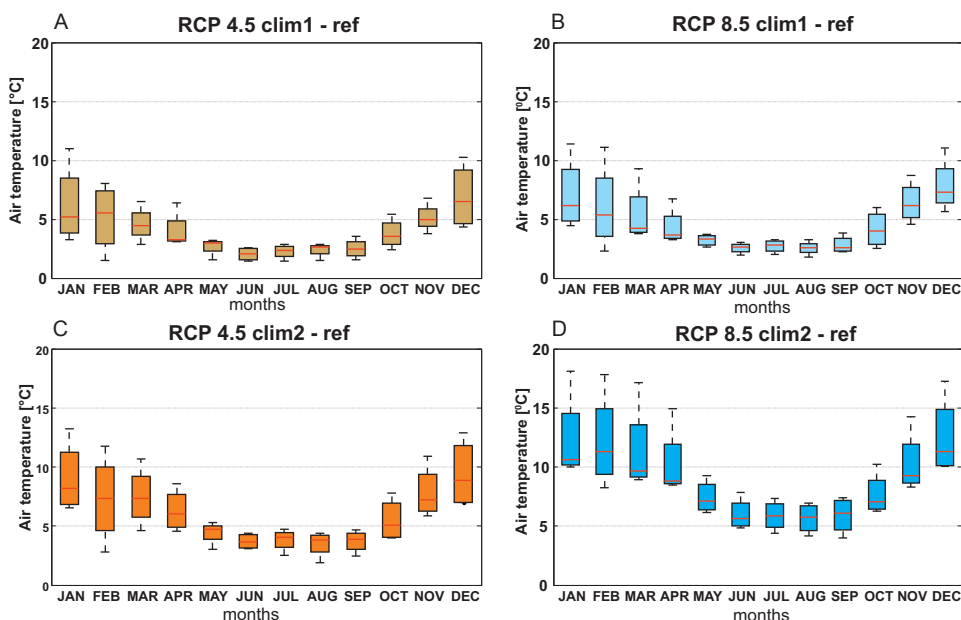 A
RCP 4.5 clim1 - ref
Air temperature [°C]
20
15
10
5
0
JAN FEB MAR APR MAY JUN JUL AUG SEP OCT NOV DEC
months
B
RCP 8.5 clim1 - ref
Air temperature [⁰C]
20
15
10
5
0
JAN FEB MAR APR MAY JUN JUL AUG SEP OCT NOV DEC
months
C
RCP 4.5 clim2 - ref
Air temperature [°C]
20
15
10
5
0
JAN FEB MAR APR MAY JUN JUL AUG SEP OCT NOV DEC
months
D
RCP 8.5 clim2 - ref
Air temperature [⁰C]
20
15
10
5
0
JAN FEB MAR APR MAY JUN JUL AUG SEP OCT NOV DEC
months